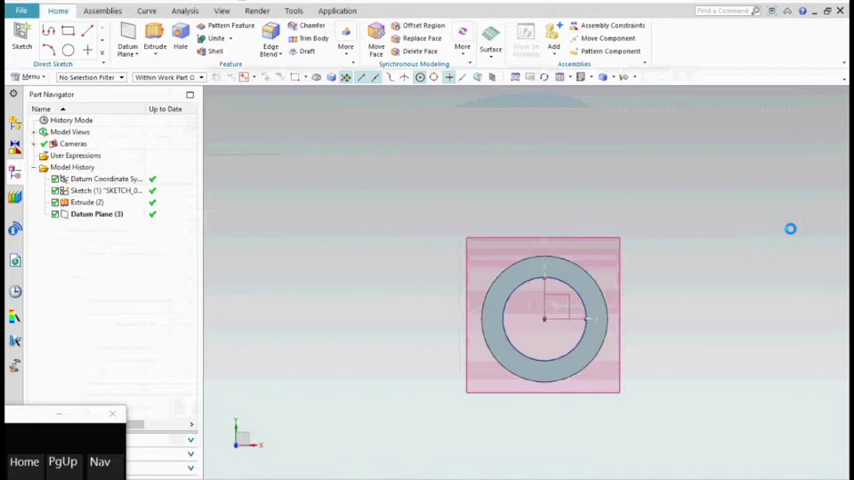 File Home Assemblies Curve Analysis View Render Tools Application Find a Command
Sketch
Direct Sketch
Datum Plane
Extrude
Hole
Pattern Feature
Unite
Shell
Feature
Edge Blend
Chamfer
Trim Body
Draft
More
Move Face
Offset Region
Replace Face
Delete Face
Synchronous Modeling
More
Surface
Work on Assembly
Add
Assembly Constraints
Move Component
Pattern Component
Assemblies
Menu No Selection Filter Within Work Part O
Part Navigator
Name Up to Date
History Mode
Model Views
Cameras
User Expressions
Model History
Datum Coordinate Sy...
Sketch (1) "SKETCH_0...
Extrude (2)
Datum Plane (3)
Home PgUp Nav
Y
X